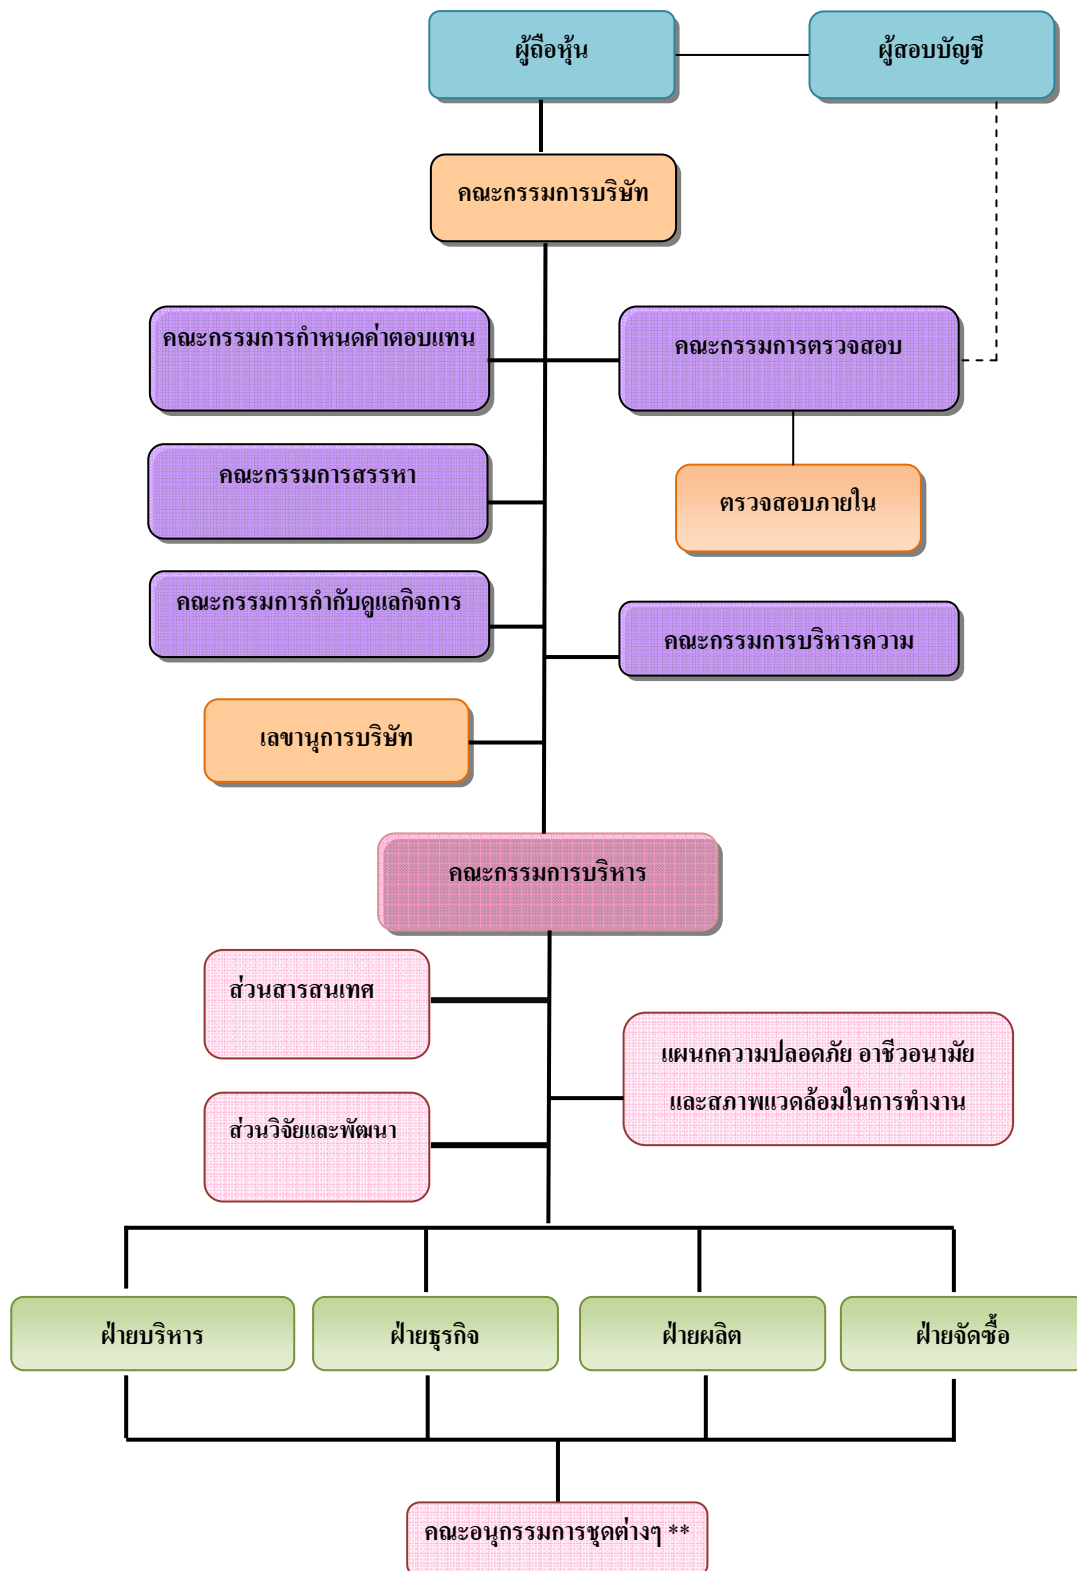 ผู้ถือหุ้น
ผู้สอบบัญชี
คณะกรรมการบริษัท
คณะกรรมการกำหนดค่าตอบแทน
คณะกรรมการตรวจสอบ
คณะกรรมการสรรหา
ตรวจสอบภายใน
คณะกรรมการกำกับดูแลกิจการ
คณะกรรมการบริหารความ
เลขานุการบริษัท
คณะกรรมการบริหาร
ส่วนสารสนเทศ
แผนกความปลอดภัย อาชีวอนามัย
และสภาพแวดล้อมในการทำงาน
ส่วนวิจัยและพัฒนา
ฝ่ายบริหาร
ฝ่ายธุรกิจ
ฝ่ายผลิต
ฝ่ายจัดซื้อ
คณะอนุกรรมการชุดต่างๆ **